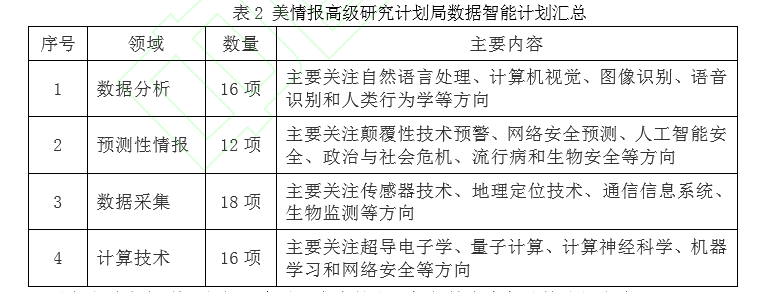 表 2 美情报高级研究计划局数据智能计划汇总
序号 领域 数量 主要内容
1 数据分析 16 项 主要关注自然语言处理、计算机视觉、图像识别、语音
识别和人类行为学等方向
2 预测性情报 12 项 主要关注颠覆性技术预警、网络安全预测、人工智能安
全、政治与社会危机、流行病和生物安全等方向
3 数据采集 18 项 主要关注传感器技术、地理定位技术、通信信息系统、
生物监测等方向
4 计算技术 16 项 主要关注超导电子学、量子计算、计算神经科学、机器
学习和网络安全等方向